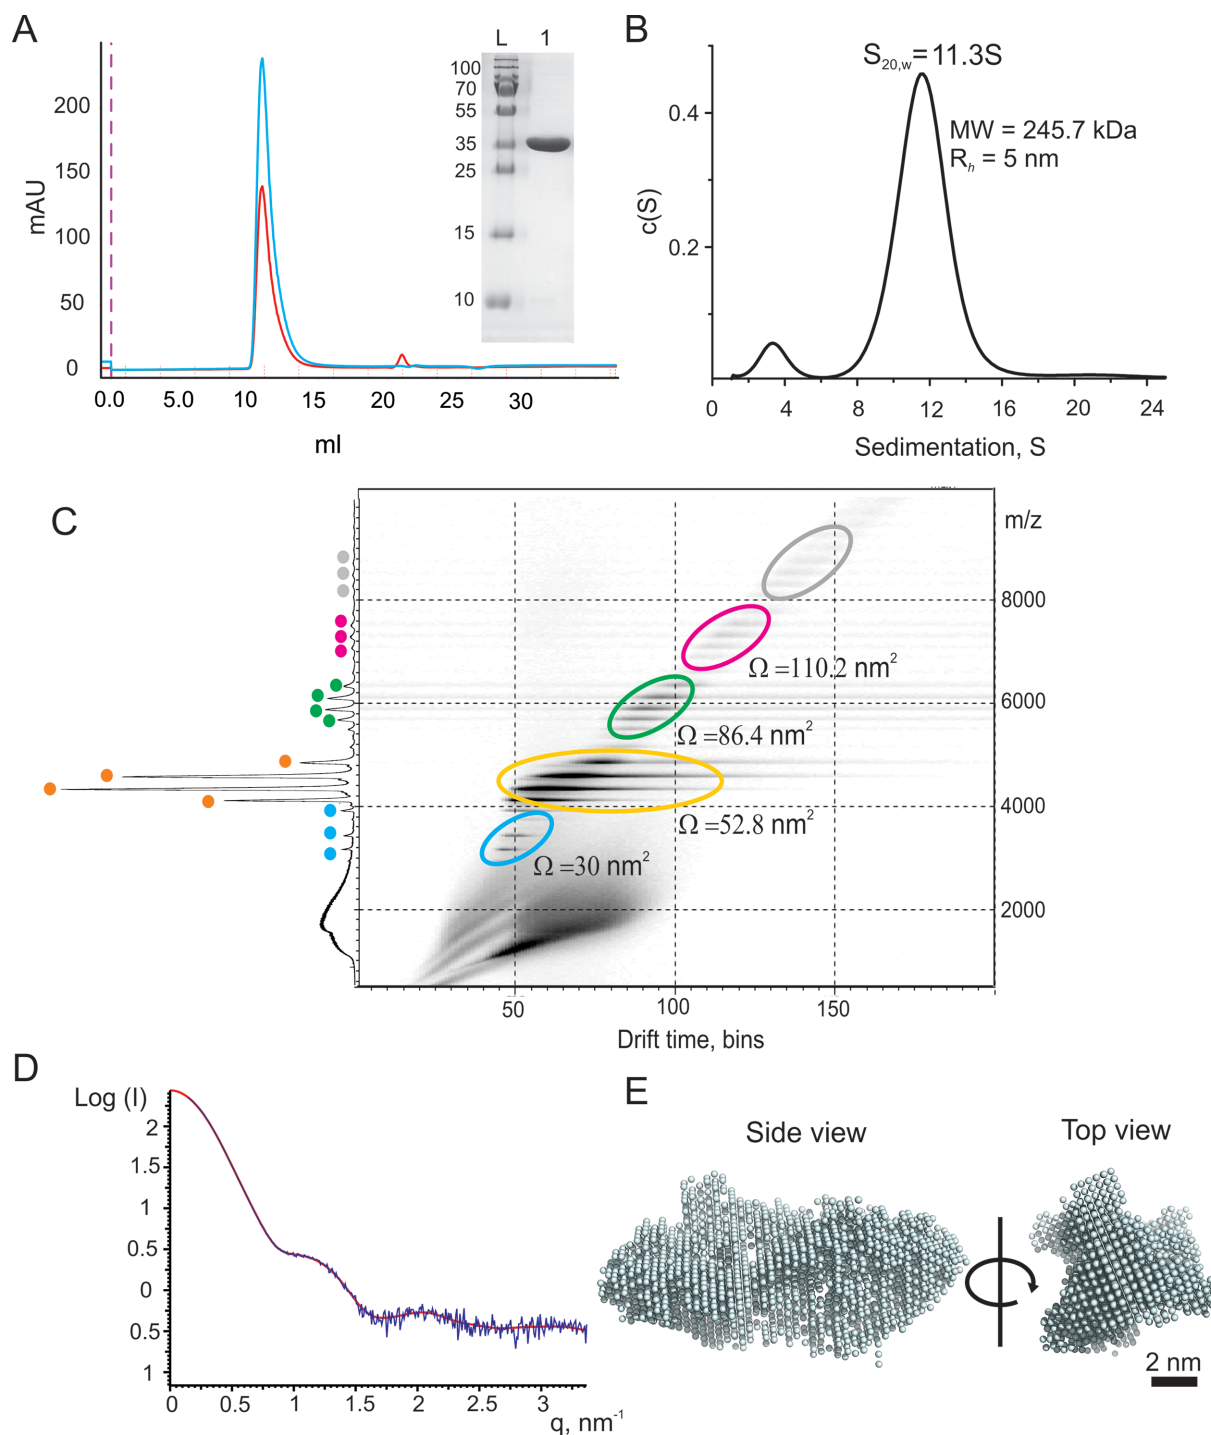 A
L 1
100
70
55
35
25
15
10
200
150
100
50
0
mAU
0.0 5.0 10 15 20 25 30
ml
B
S20,w= 11.3S
MW = 245.7 kDa
Rh = 5 nm
0.4
0.2
c(S)
0 4 8 12 16 20 24
Sedimentation, S
C
m/z
8000
6000
4000
2000
Ω =110.2 nm²
Ω =86.4 nm²
Ω =52.8 nm²
Ω =30 nm²
50 100 150
Drift time, bins
D
Log (I)
2
1.5
1
0.5
0
0.5
1
0 0.5 1 1.5 2 2.5 3
q, nm-1
E
Side view
Top view
2 nm